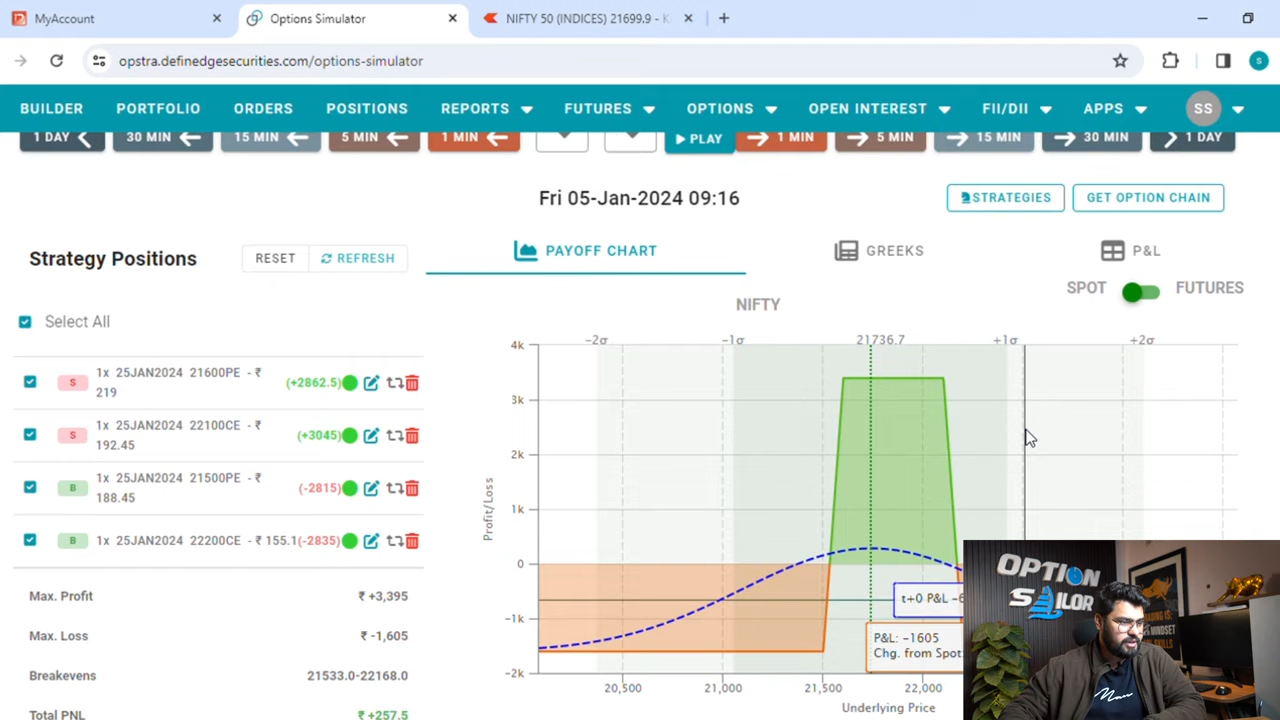 MyAccount
Options Simulator
NIFTY 50 (INDICES) 21699.9 - K
opstra.definedgesecurities.com/options-simulator
S
BUILDER PORTFOLIO ORDERS POSITIONS REPORTS FUTURES OPTIONS OPEN INTEREST FII/DII APPS SS
1 DAY 30 MIN 15 MIN 5 MIN 1 MIN PLAY 1 MIN 5 MIN 15 MIN 30 MIN 1 DAY
Fri 05-Jan-2024 09:16
STRATEGIES
GET OPTION CHAIN
Strategy Positions
RESET
REFRESH
PAYOFF CHART
GREEKS
P&L
SPOT FUTURES
NIFTY
Select All
-2σ -1σ 21736.7 +1σ +2σ
S 1x 25JAN2024 21600PE - ₹
219
(+2862.5)
S 1x 25JAN2024 22100CE - ₹
192.45
(+3045)
B 1x 25JAN2024 21500PE - ₹
188.45
(-2815)
B 1x 25JAN2024 22200CE - ₹ 155.1(-2835)
Max. Profit ₹ +3,395
Max. Loss ₹ -1,605
Breakevens 21533.0-22168.0
Total PNL ₹ +257.5
Profit/Loss
4k
3k
2k
1k
0
-1k
-2k
t+0 P&L -6
P&L: -1605
Chg. from Spot:
20,500 21,000 21,500 22,000
Underlying Price
OPTION
SAILOR